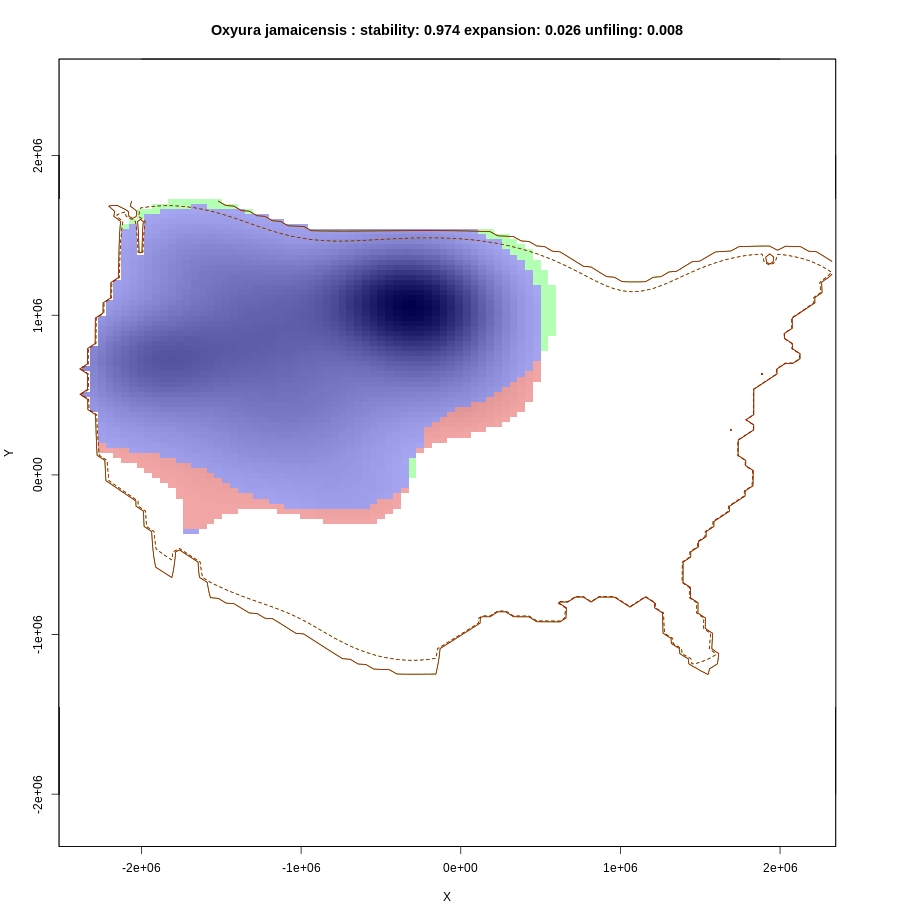 Oxyura jamaicensis : stability: 0.974 expansion: 0.026 unfiling: 0.008
2e+06
1e+06
0e+00
-1e+06
-2e+06
Y
-2e+06 -1e+06 0e+00 1e+06 2e+06
X